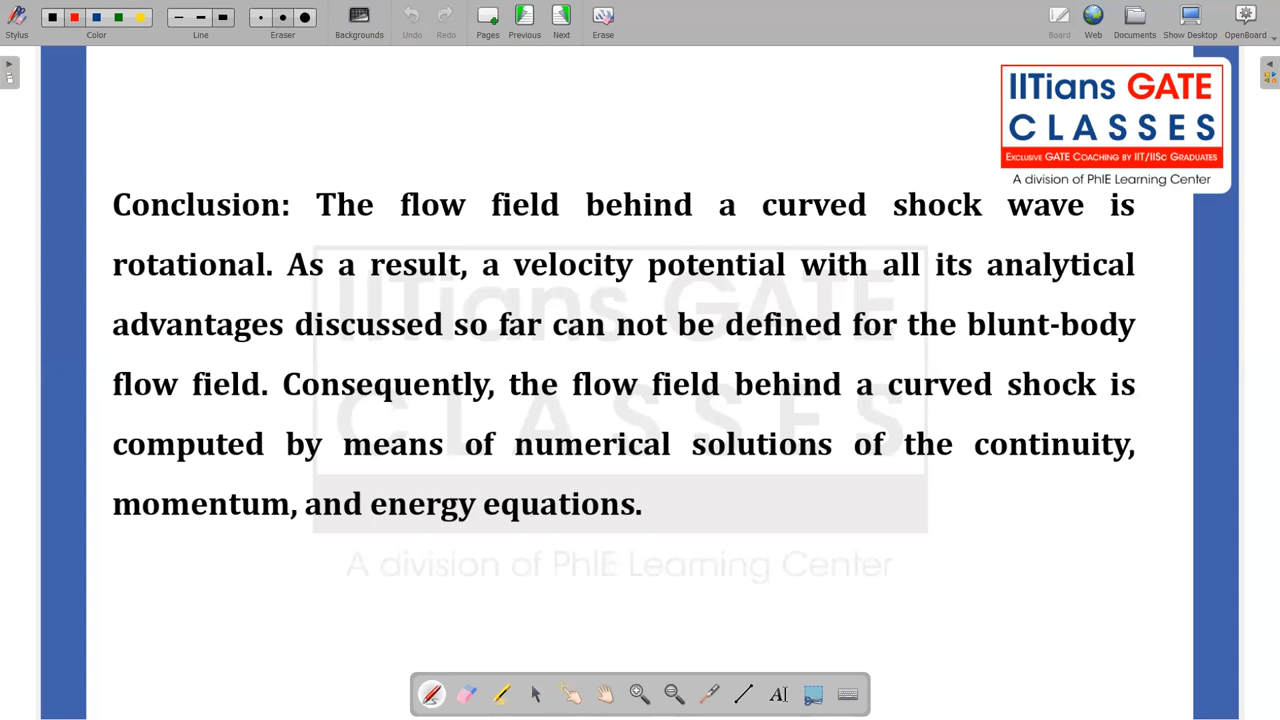 Stylus
Color
Line
Eraser
Backgrounds
Undo
Redo
Pages
Previous
Next
Erase
Board
Web
Documents
Show Desktop
OpenBoard
IITians GATE
CLASSES
EXCLUSIVE GATE COACHING BY IIT/IISc GRADUATES
A division of PhIE Learning Center
Conclusion: The flow field behind a curved shock wave is
rotational. As a result, a velocity potential with all its analytical
advantages discussed so far can not be defined for the blunt-body
flow field. Consequently, the flow field behind a curved shock is
computed by means of numerical solutions of the continuity,
momentum, and energy equations.
IITians GATE
CLASSES
A division of PhIE Learning Center
AI